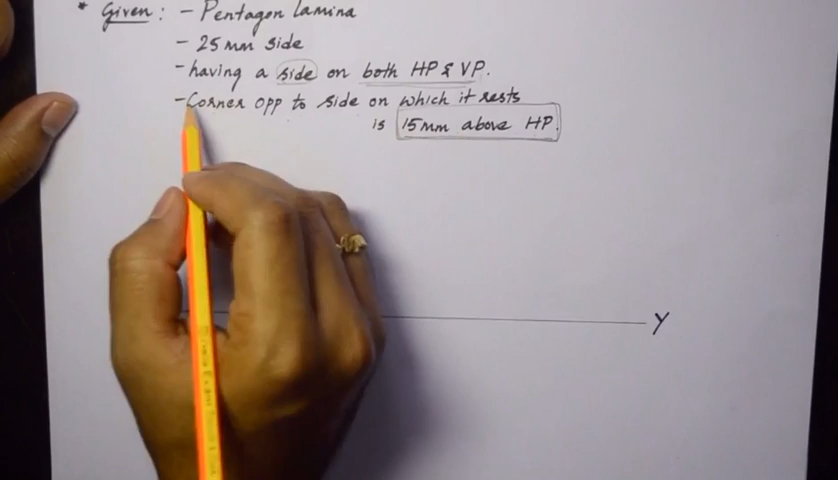 * Given : - Pentagon Lamina
- 25 mm side
- having a side on both HP & VP.
- Corner opp to side on which it rests
is 15mm above HP.
Y